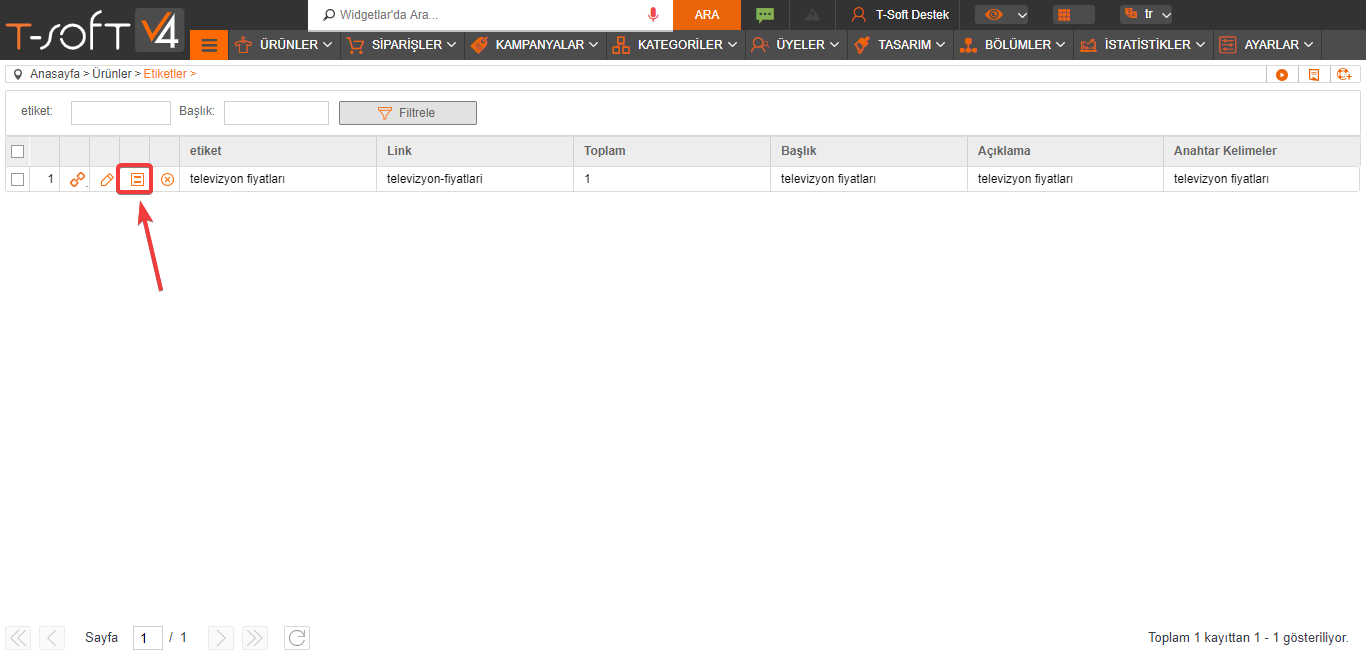 T-SOFT V4
Widgetlar'da Ara...
ARA
T-Soft Destek
tr
ÜRÜNLER
SİPARİŞLER
KAMPANYALAR
KATEGORİLER
ÜYELER
TASARIM
BÖLÜMLER
İSTATİSTİKLER
AYARLAR
Anasayfa > Ürünler > Etiketler >
etiket:
Başlık:
Filtrele
etiket Link Toplam Başlık Açıklama Anahtar Kelimeler
1 televizyon fiyatları televizyon-fiyatlari 1 televizyon fiyatları televizyon fiyatları televizyon fiyatları
Sayfa 1 / 1
Toplam 1 kayıttan 1 - 1 gösteriliyor.